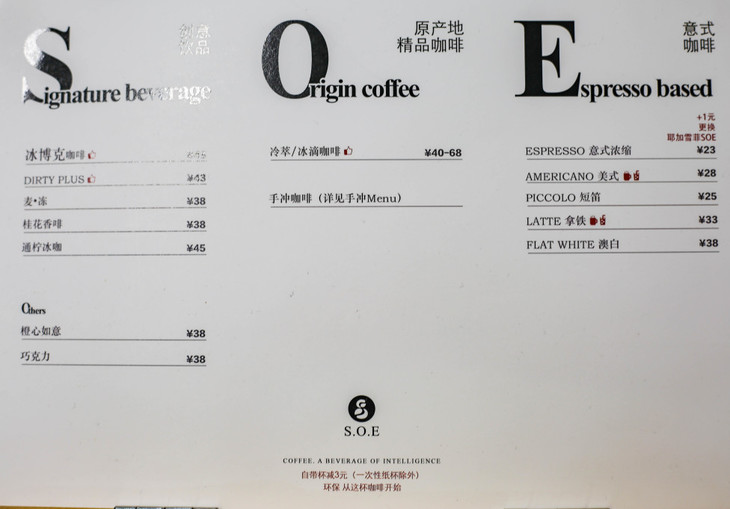 Signature beverage
创意
饮品
冰博克咖啡
DIRTY PLUS ¥43
麦•冻 ¥38
桂花香啡 ¥38
通柠冰咖 ¥45
Others
橙心如意 ¥38
巧克力 ¥38
Origin coffee
原产地
精品咖啡
冷萃/冰滴咖啡 ¥40-68
手冲咖啡（详见手冲Menu）
Espresso based
意式
咖啡
+1元
更换
耶加雪菲SOE
ESPRESSO 意式浓缩 ¥23
AMERICANO 美式 ¥28
PICCOLO 短笛 ¥25
LATTE 拿铁 ¥33
FLAT WHITE 澳白 ¥38
S.O.E
COFFEE. A BEVERAGE OF INTELLIGENCE
自带杯减3元（一次性纸杯除外）
环保 从这杯咖啡开始